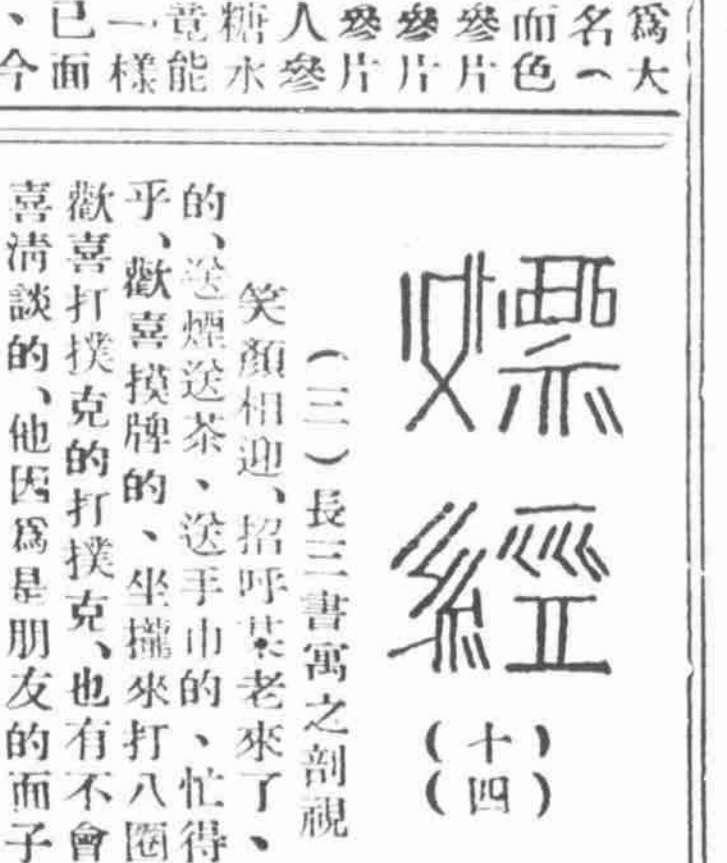 爲大
名（
而色
參片
參片
參片
人參
糖水
竟能
一樣
已面
、今
嫖經
（十四）
（三）長三書寓之剖視
笑顏相迎、招呼某老來了、
的、送煙送茶、送手巾的、忙得
乎、歡喜摸牌的、坐攏來打八圈
歡喜打撲克的打撲克、也有不會
喜清談的、他因爲是朋友的面子